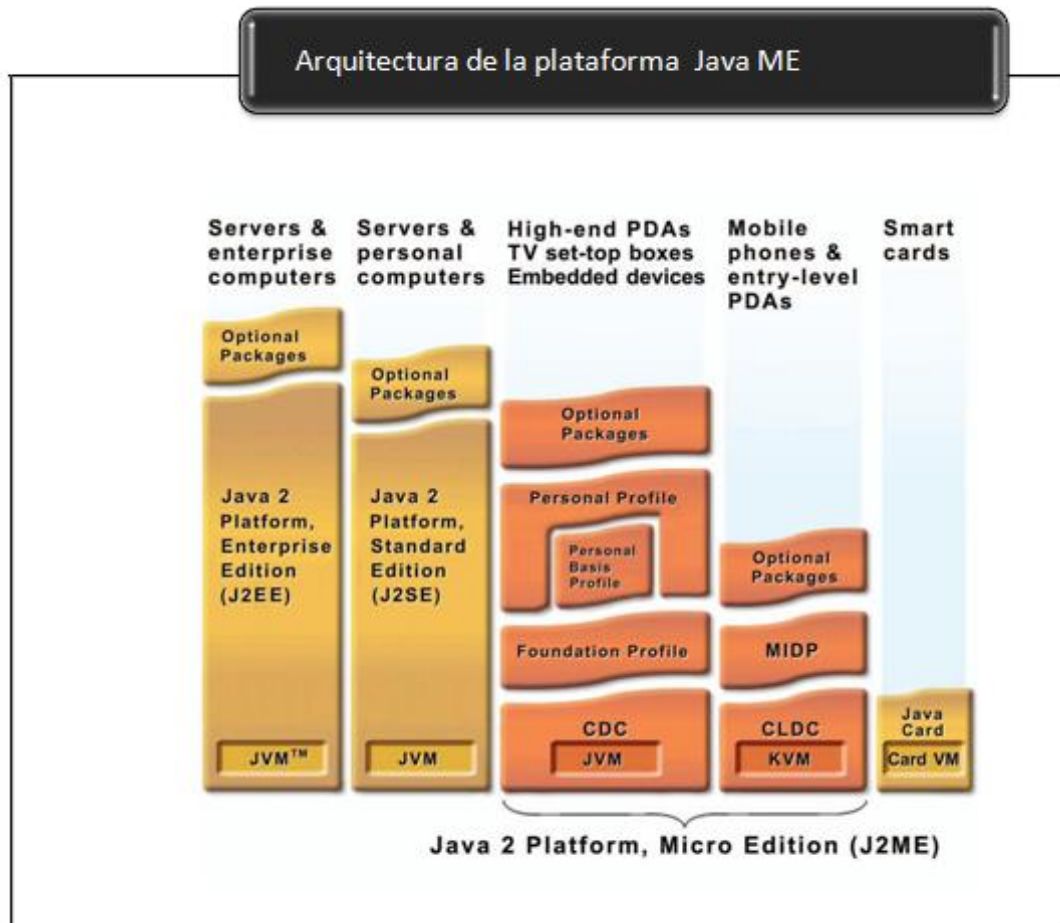 Arquitectura de la plataforma Java ME
Servers &
enterprise
computers
Servers &
personal
computers
High-end PDAs
TV set-top boxes
Embedded devices
Mobile
phones &
entry-level
PDAs
Smart
cards
Optional
Packages
Java 2
Platform,
Enterprise
Edition
(J2EE)
JVM™
Optional
Packages
Java 2
Platform,
Standard
Edition
(J2SE)
JVM
Optional
Packages
Personal Profile
Personal
Basis
Profile
Foundation Profile
CDC
JVM
Optional
Packages
MIDP
CLDC
KVM
Java
Card
Card VM
Java 2 Platform, Micro Edition (J2ME)